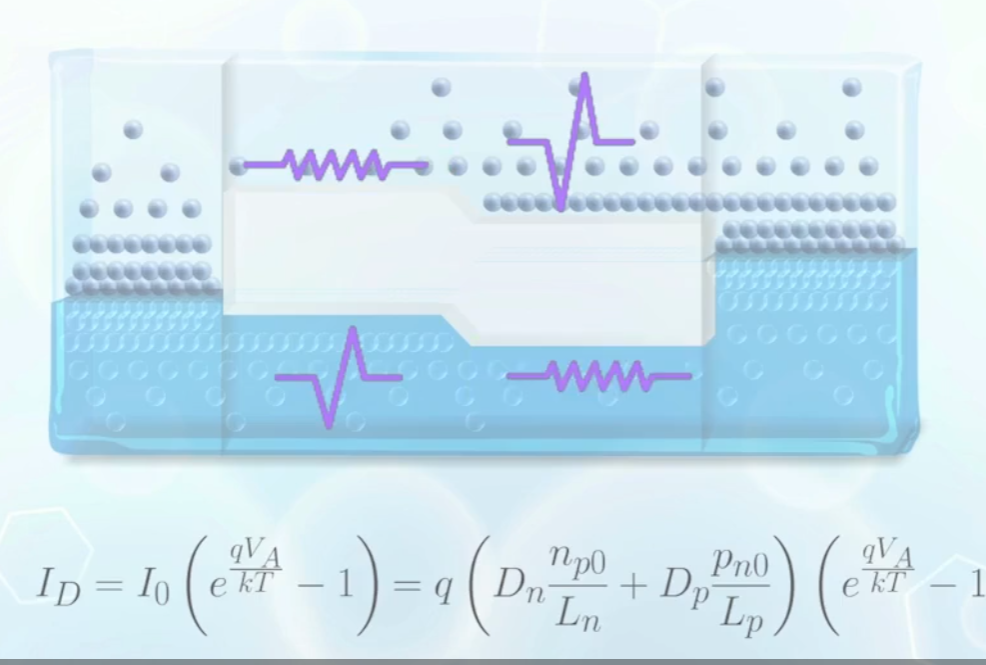 I_D = I_0 \left( e^{\frac{qV_A}{kT}} - 1 \right) = q \left( D_n \frac{n_{p0}}{L_n} + D_p \frac{p_{n0}}{L_p} \right) \left( e^{\frac{qV_A}{kT}} - 1